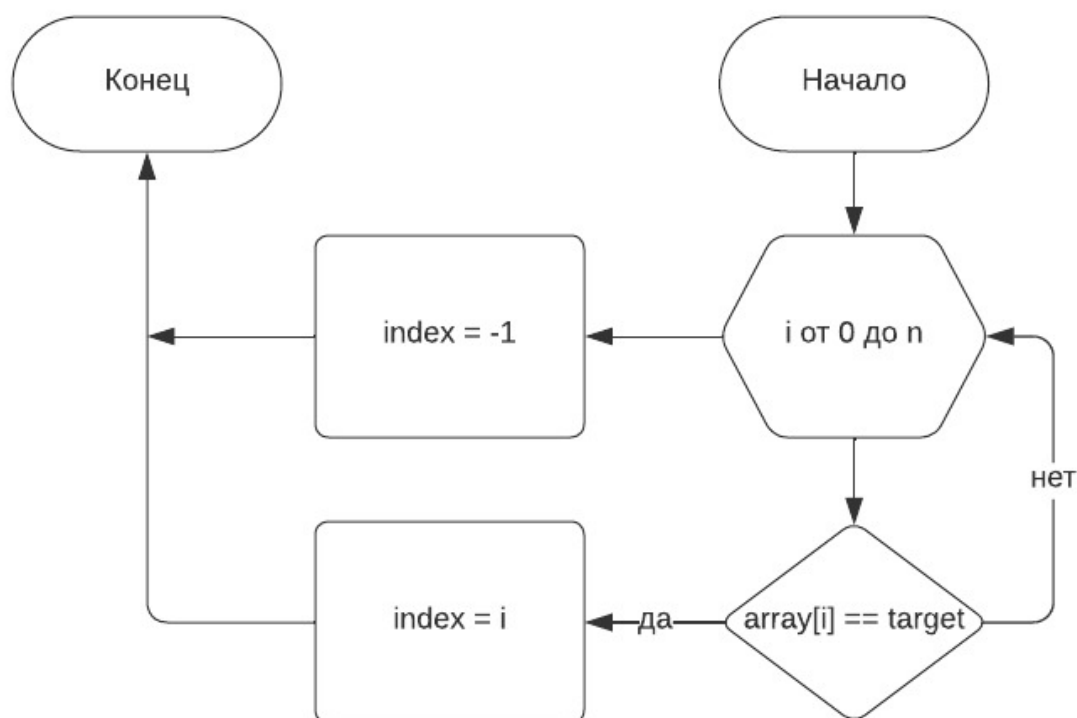 Конец
Начало
index = -1
i от 0 до n
нет
index = i
да
array[i] == target